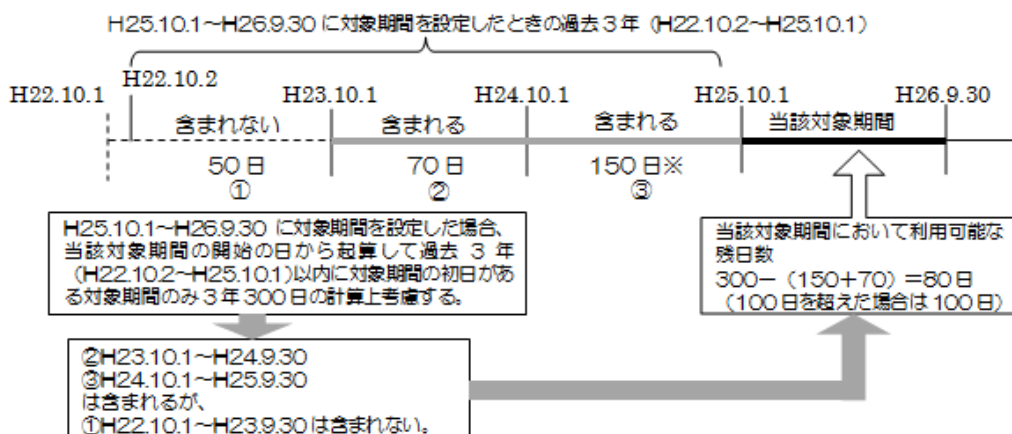 H25.10.1～H26.9.30 に対象期間を設定したときの過去３年（H22.10.2～H25.10.1）
H22.10.1
H22.10.2
H23.10.1
H24.10.1
H25.10.1
H26.9.30
含まれない
含まれる
含まれる
当該対象期間
50日
70日
150日※
①
②
③
H25.10.1～H26.9.30 に対象期間を設定した場合、
当該対象期間の開始の日から起算して過去 ３ 年
（H22.10.2～H25.10.1)以内に対象期間の初日があ
る対象期間のみ３年300日の計算上考慮する。
当該対象期間において利用可能な
残日数
300－（150＋70）＝80日
（100日を超えた場合は100日）
②H23.10.1～H24.9.30
③H24.10.1～H25.9.30
は含まれるが、
①H22.10.1～H23.9.30は含まれない。